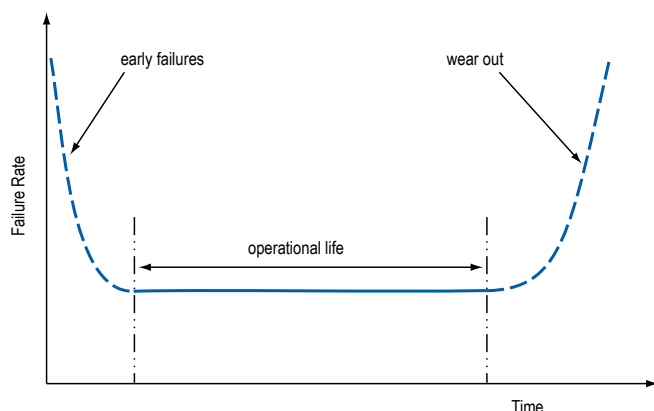 early failures
wear out
Failure Rate
operational life
Time